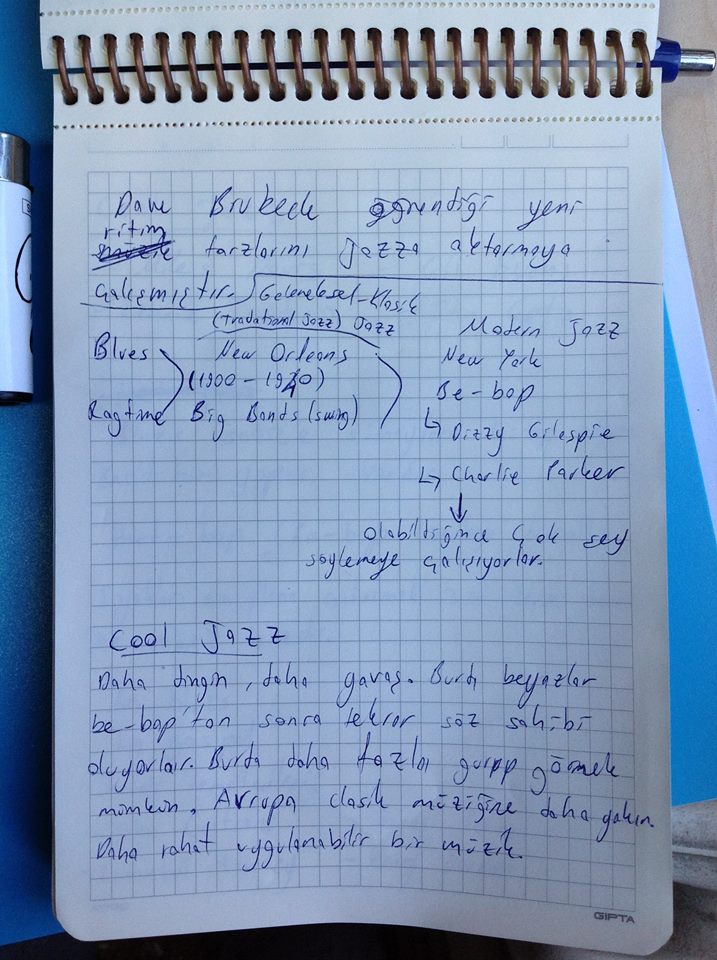 Dave Brubeck öğrendiği yeni
ritim
müzik tarzlarını jazza aktarmaya
çalışmıştır.
Geleneksel-Klasik
(Tradational Jazz) Jazz
Blues
Ragtime
New Orleans
(1900-1940)
Big Bands (swing)
Modern Jazz
New York
Be-bop
↳ Dizzy Gilespie
↳ Charlie Parker
↓
Olabildiğince çok şey
söylemeye çalışıyorlar.
Cool Jazz
Daha dingin, daha yavaş. Burda beyazlar
be-bop'tan sonra tekrar söz sahibi
oluyorlar. Burda daha fazla gurpp görmek
mümkün. Avrupa clasik müziğine daha yakın.
Daha rahat uygulanabilir bir müzik.
GIPTA